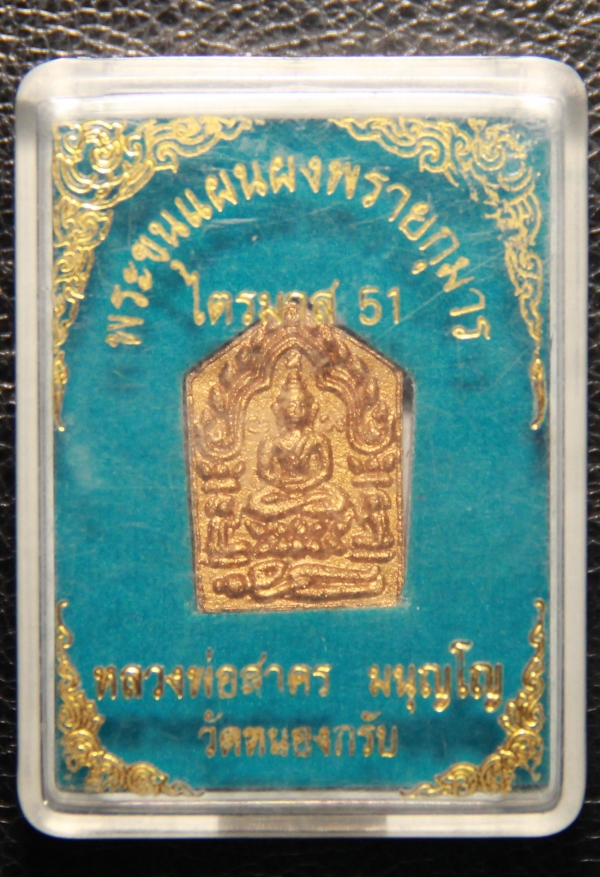 พระขุนแผนผงพรายกุมาร
ไตรมาส 51
หลวงพ่อสาคร มนุญโญ
วัดหนองกรับ